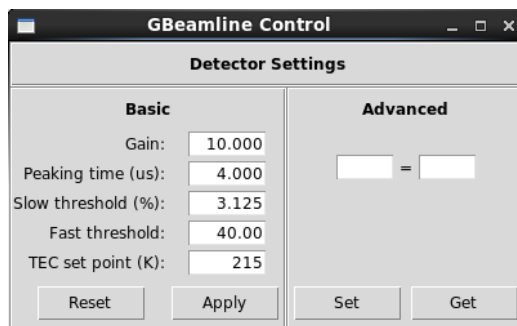 GBeamline Control
Detector Settings
Basic
Gain: 10.000
Peaking time (us): 4.000
Slow threshold (%): 3.125
Fast threshold: 40.00
TEC set point (K): 215
Reset Apply
Advanced
=
Set Get